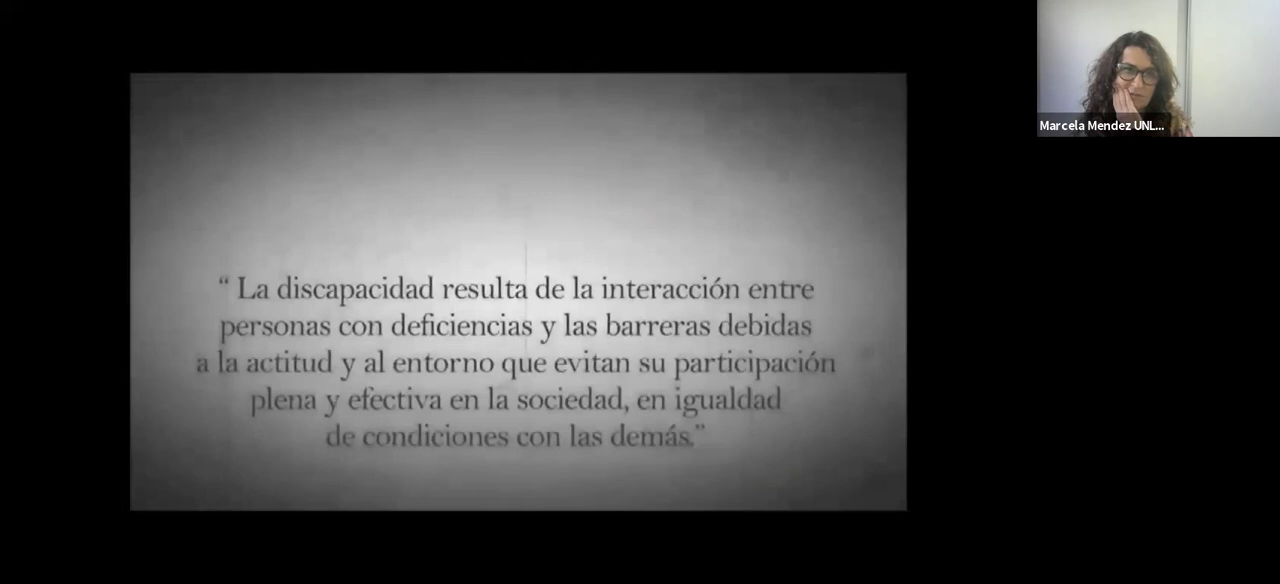 “ La discapacidad resulta de la interacción entre
personas con deficiencias y las barreras debidas
a la actitud y al entorno que evitan su participación
plena y efectiva en la sociedad, en igualdad
de condiciones con las demás.”
Marcela Mendez UNL...